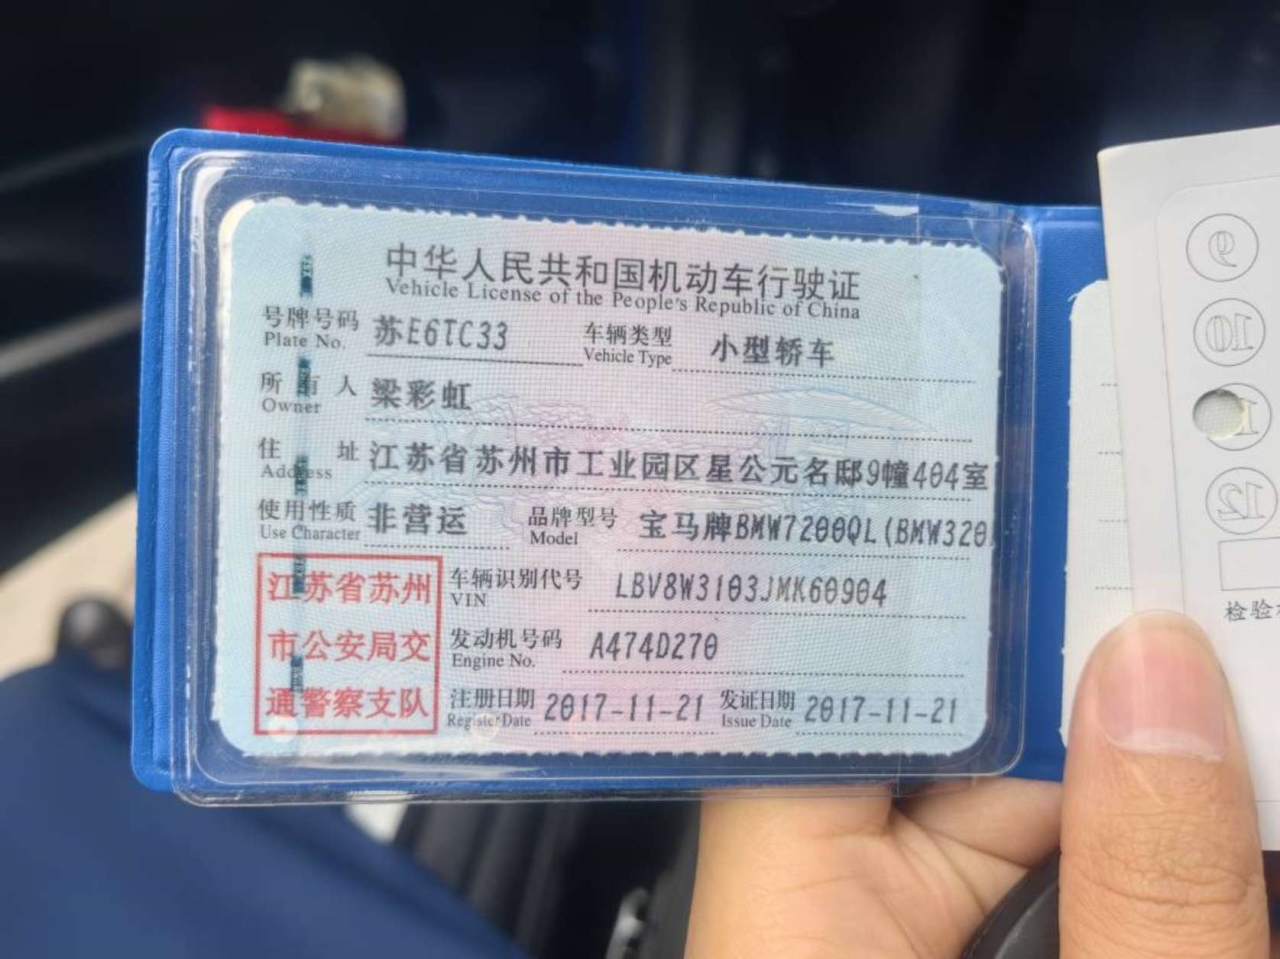 中华人民共和国机动车行驶证
Vehicle License of the People's Republic of China
号牌号码 苏E6TC33 车辆类型 小型轿车
Plate No. Vehicle Type
所有人 梁彩虹
Owner
住址 江苏省苏州市工业园区星公元名邸9幢404室
Address
使用性质 非营运 品牌型号 宝马牌BMW7200QL(BMW320
Use Character Model
江苏省苏州
市公安局交
通警察支队
车辆识别代号 LBV8W3103JMK60904
VIN
发动机号码 A474D270
Engine No.
注册日期 2017-11-21 发证日期 2017-11-21
Register Date Issue Date
9
10
1
12
检验